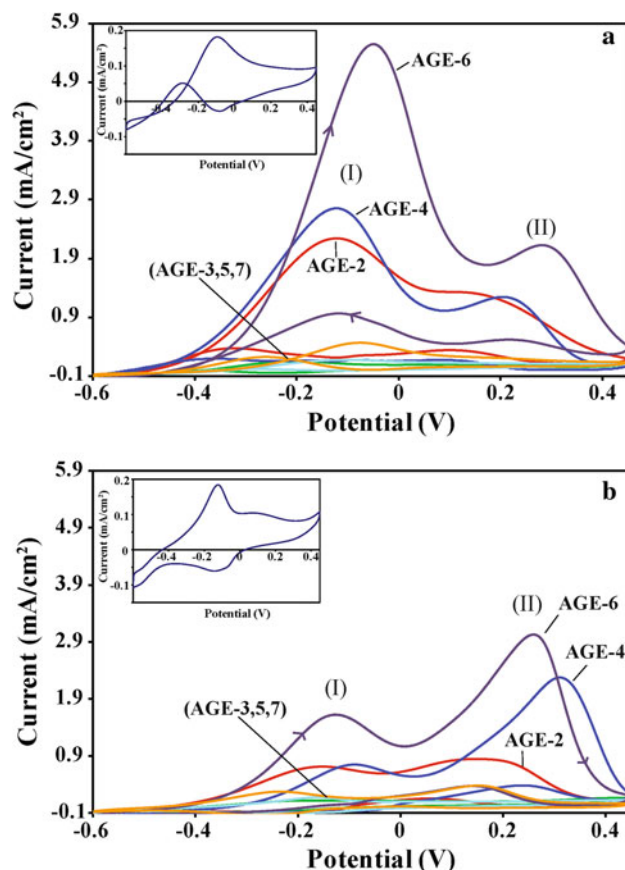 a
5.9
4.9
3.9
2.9
1.9
0.9
-0.1
Current (mA/cm²)
-0.6
-0.4
-0.2
0
0.2
0.4
Potential (V)
0.2
0.1
0
-0.1
Current (mA/cm²)
-0.4
-0.2
0
0.2
0.4
Potential (V)
AGE-6
(I)
AGE-4
(II)
AGE-2
(AGE-3,5,7)
b
5.9
4.9
3.9
2.9
1.9
0.9
-0.1
Current (mA/cm²)
-0.6
-0.4
-0.2
0
0.2
0.4
Potential (V)
0.2
0.1
0
-0.1
Current (mA/cm²)
-0.4
-0.2
0
0.2
0.4
Potential (V)
(II)
AGE-6
AGE-4
(I)
(AGE-3,5,7)
AGE-2